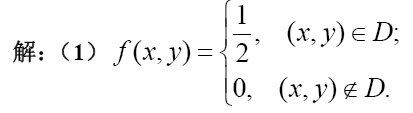 解：（1） f(x, y) = { 1/2, (x, y) ∈ D;
0, (x, y) ∉ D.